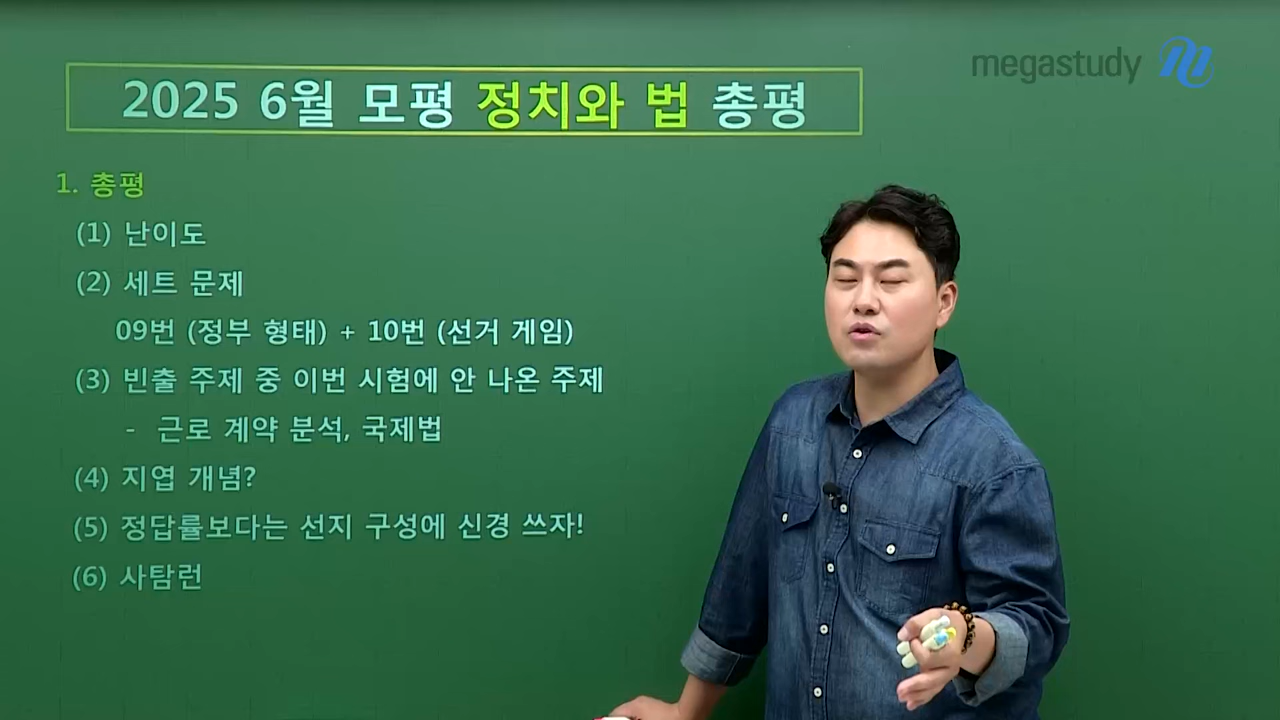 megastudy
2025 6월 모평 정치와 법 총평
1. 총평
(1) 난이도
(2) 세트 문제
09번 (정부 형태) + 10번 (선거 게임)
(3) 빈출 주제 중 이번 시험에 안 나온 주제
- 근로 계약 분석, 국제법
(4) 지엽 개념?
(5) 정답률보다는 선지 구성에 신경 쓰자!
(6) 사탐런